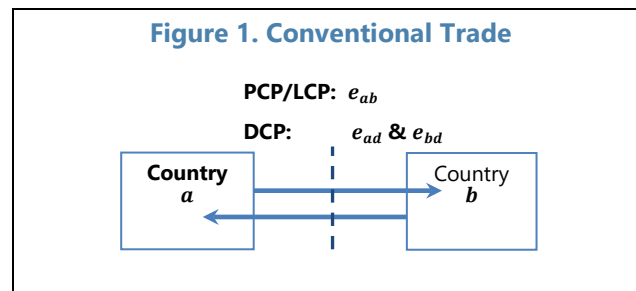 Figure 1. Conventional Trade
PCP/LCP: e_ab
DCP: e_ad & e_bd
Country
a
Country
b